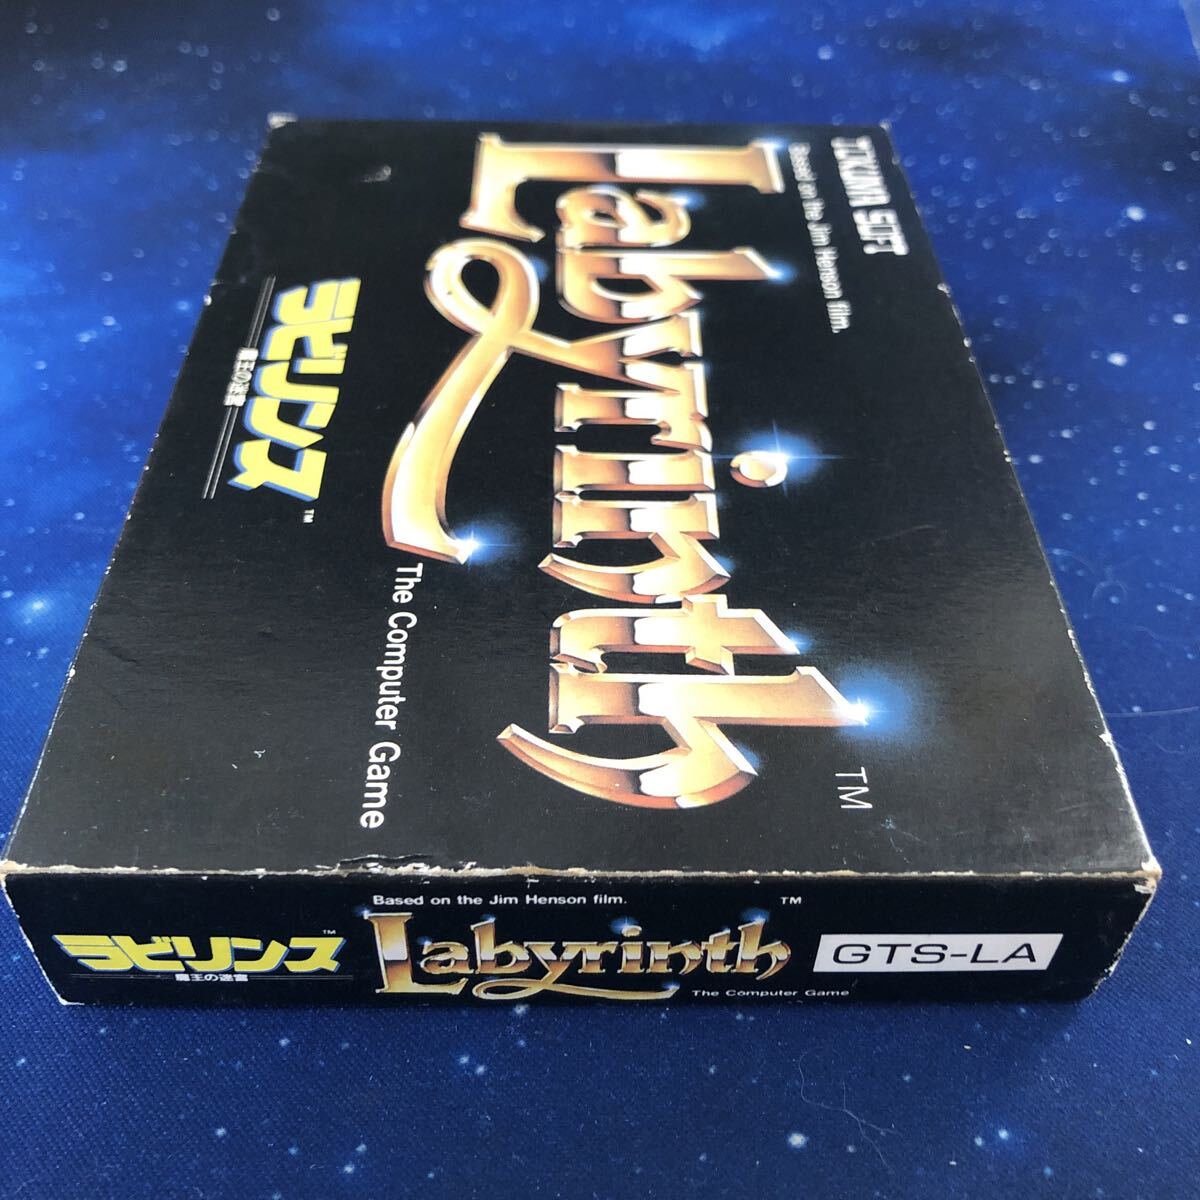 TOKUMA SOFT
Based on the Jim Henson film.
Labyrinth
TM
The Computer Game
ラビリンス
TM
魔王の迷宮
Based on the Jim Henson film.
TM
ラビリンス
TM
魔王の迷宮
Labyrinth
The Computer Game
GTS-LA